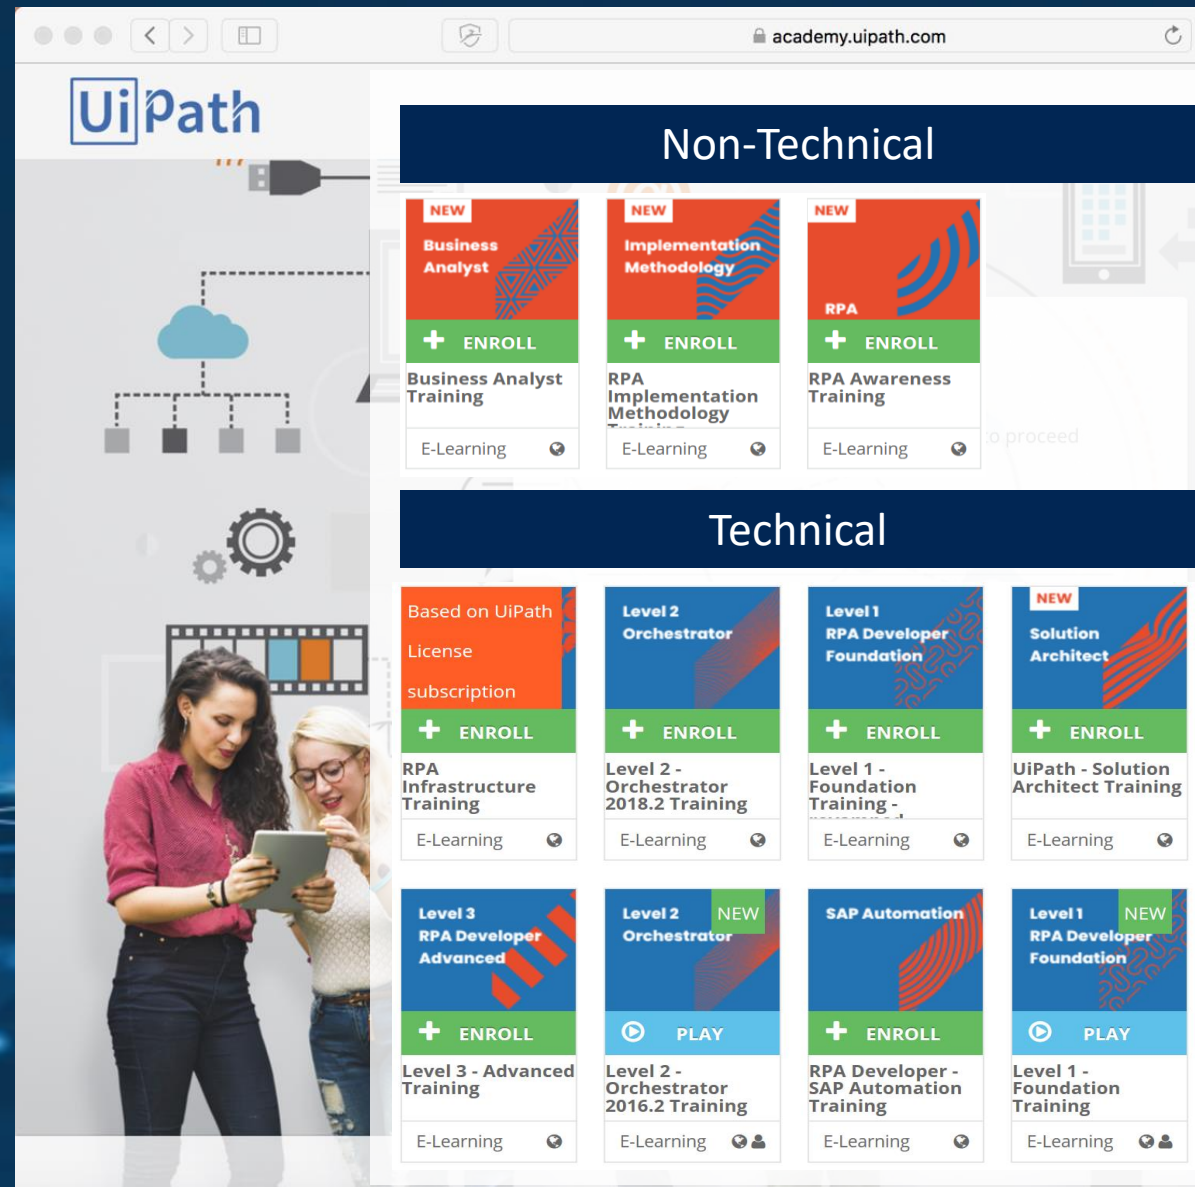 academy.uipath.com
UiPath
Non-Technical
NEW
Business
Analyst
ENROLL
Business Analyst
Training
E-Learning
NEW
Implementation
Methodology
ENROLL
RPA
Implementation
Methodology
Training
E-Learning
NEW
RPA
ENROLL
RPA Awareness
Training
E-Learning
to proceed
Technical
Based on UiPath
License
subscription
ENROLL
RPA
Infrastructure
Training
E-Learning
Level 2
Orchestrator
ENROLL
Level 2 -
Orchestrator
2018.2 Training
E-Learning
Level 1
RPA Developer
Foundation
ENROLL
Level 1 -
Foundation
Training -
E-Learning
NEW
Solution
Architect
ENROLL
UiPath - Solution
Architect Training
E-Learning
Level 3
RPA Developer
Advanced
ENROLL
Level 3 - Advanced
Training
E-Learning
Level 2 NEW
Orchestrator
PLAY
Level 2 -
Orchestrator
2016.2 Training
E-Learning
SAP Automation
ENROLL
RPA Developer -
SAP Automation
Training
E-Learning
Level 1 NEW
RPA Developer
Foundation
PLAY
Level 1 -
Foundation
Training
E-Learning